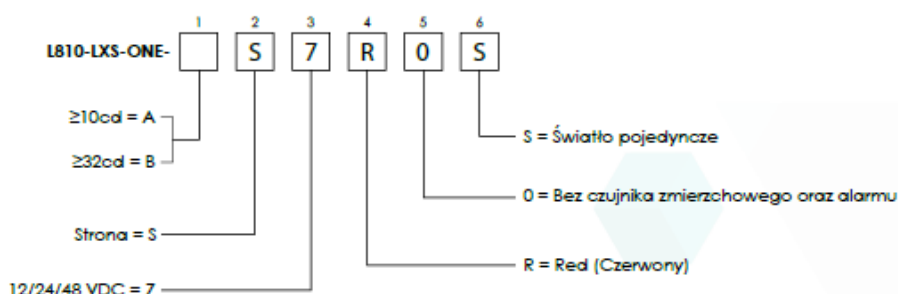 1 2 3 4 5 6
L810-LXS-ONE- S 7 R 0 S
≥10cd = A
S = Światło pojedyncze
≥32cd = B
0 = Bez czujnika zmierzchowego oraz alarmu
Strona = S
R = Red (Czerwony)
12/24/48 VDC = 7